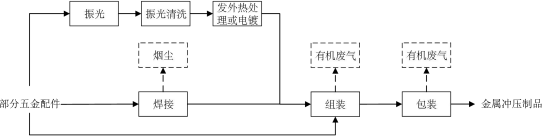 振光
振光清洗
发外热处
理或电镀
烟尘
有机废气
有机废气
部分五金配件
焊接
组装
包装
金属冲压制品